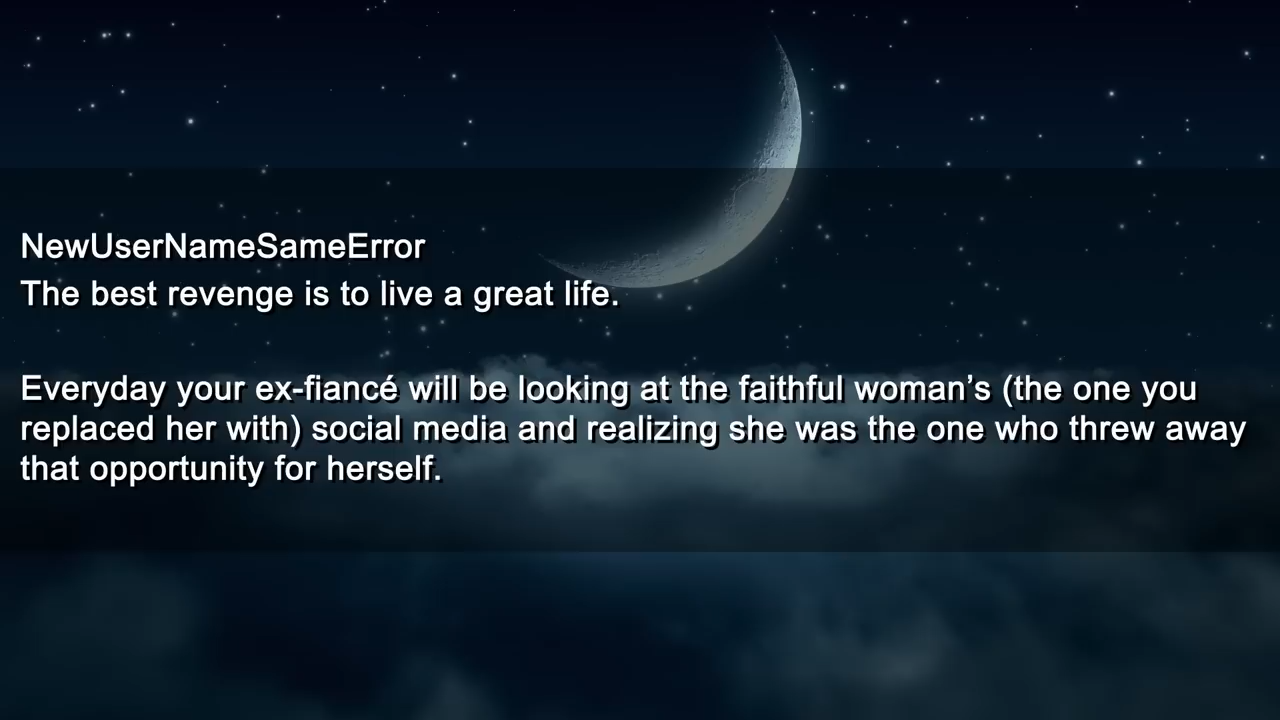 NewUserNameSameError
The best revenge is to live a great life.
Everyday your ex-fiancé will be looking at the faithful woman’s (the one you
replaced her with) social media and realizing she was the one who threw away
that opportunity for herself.